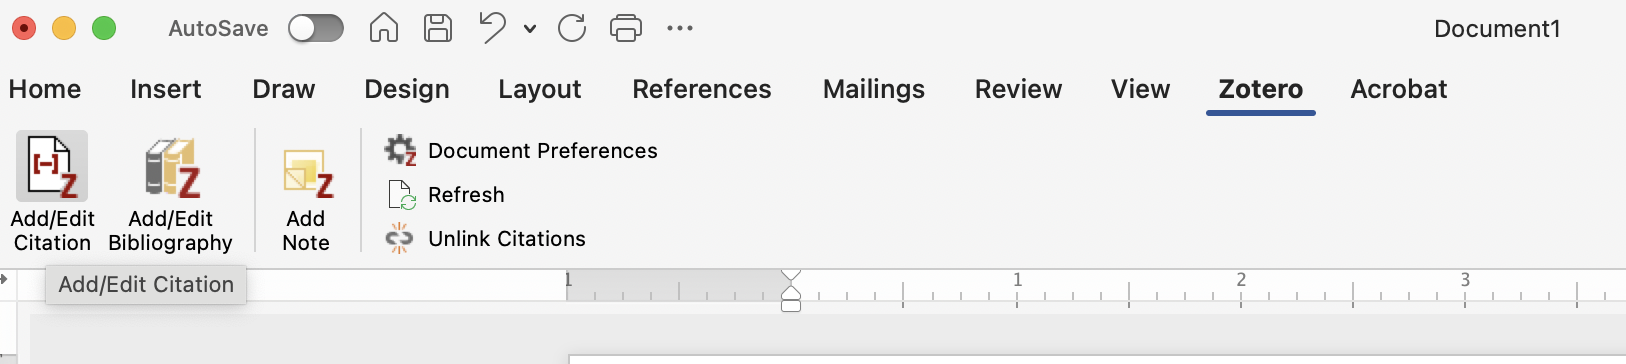 AutoSave
Document1
Home Insert Draw Design Layout References Mailings Review View Zotero Acrobat
Add/Edit
Citation
Add/Edit
Bibliography
Add
Note
Document Preferences
Refresh
Unlink Citations
Add/Edit Citation
1 1 2 3